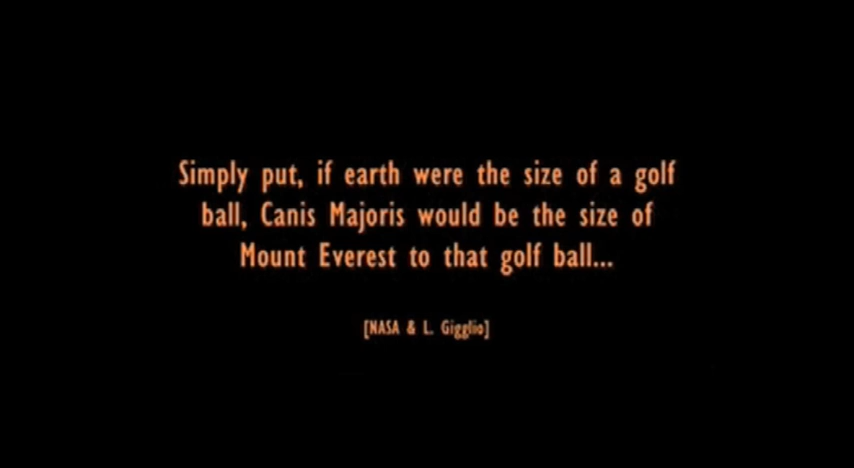 Simply put, if earth were the size of a golf
ball, Canis Majoris would be the size of
Mount Everest to that golf ball...
[NASA & L. Gigglio]